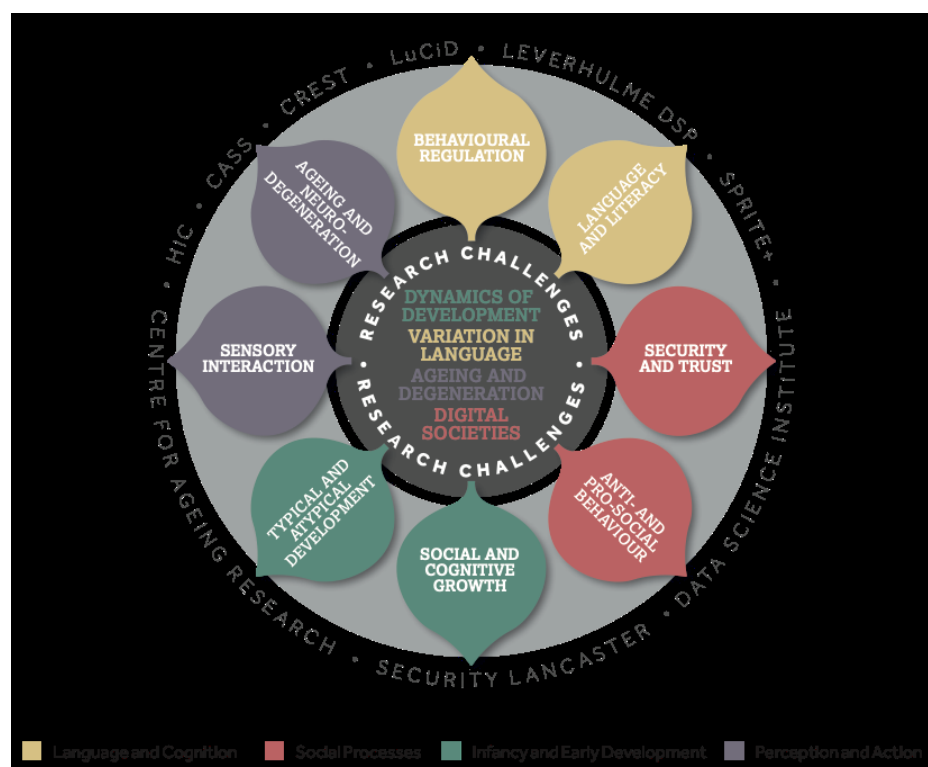 CENTRE FOR AGEING RESEARCH • HIC • CASS • CREST • LuCiD • LEVERHULME DSP • SPRITE+ • DATA SCIENCE INSTITUTE • SECURITY LANCASTER •
BEHAVIOURAL
REGULATION
LANGUAGE
AND LITERACY
SECURITY
AND TRUST
ANTI- AND
PRO-SOCIAL
BEHAVIOUR
SOCIAL AND
COGNITIVE
GROWTH
TYPICAL AND
ATYPICAL
DEVELOPMENT
SENSORY
INTERACTION
AGEING AND
NEURO-
DEGENERATION
• RESEARCH CHALLENGES •
DYNAMICS OF
DEVELOPMENT
VARIATION IN
LANGUAGE
AGEING AND
DEGENERATION
DIGITAL
SOCIETIES
RESEARCH CHALLENGES
Language and Cognition
Social Processes
Infancy and Early Development
Perception and Action